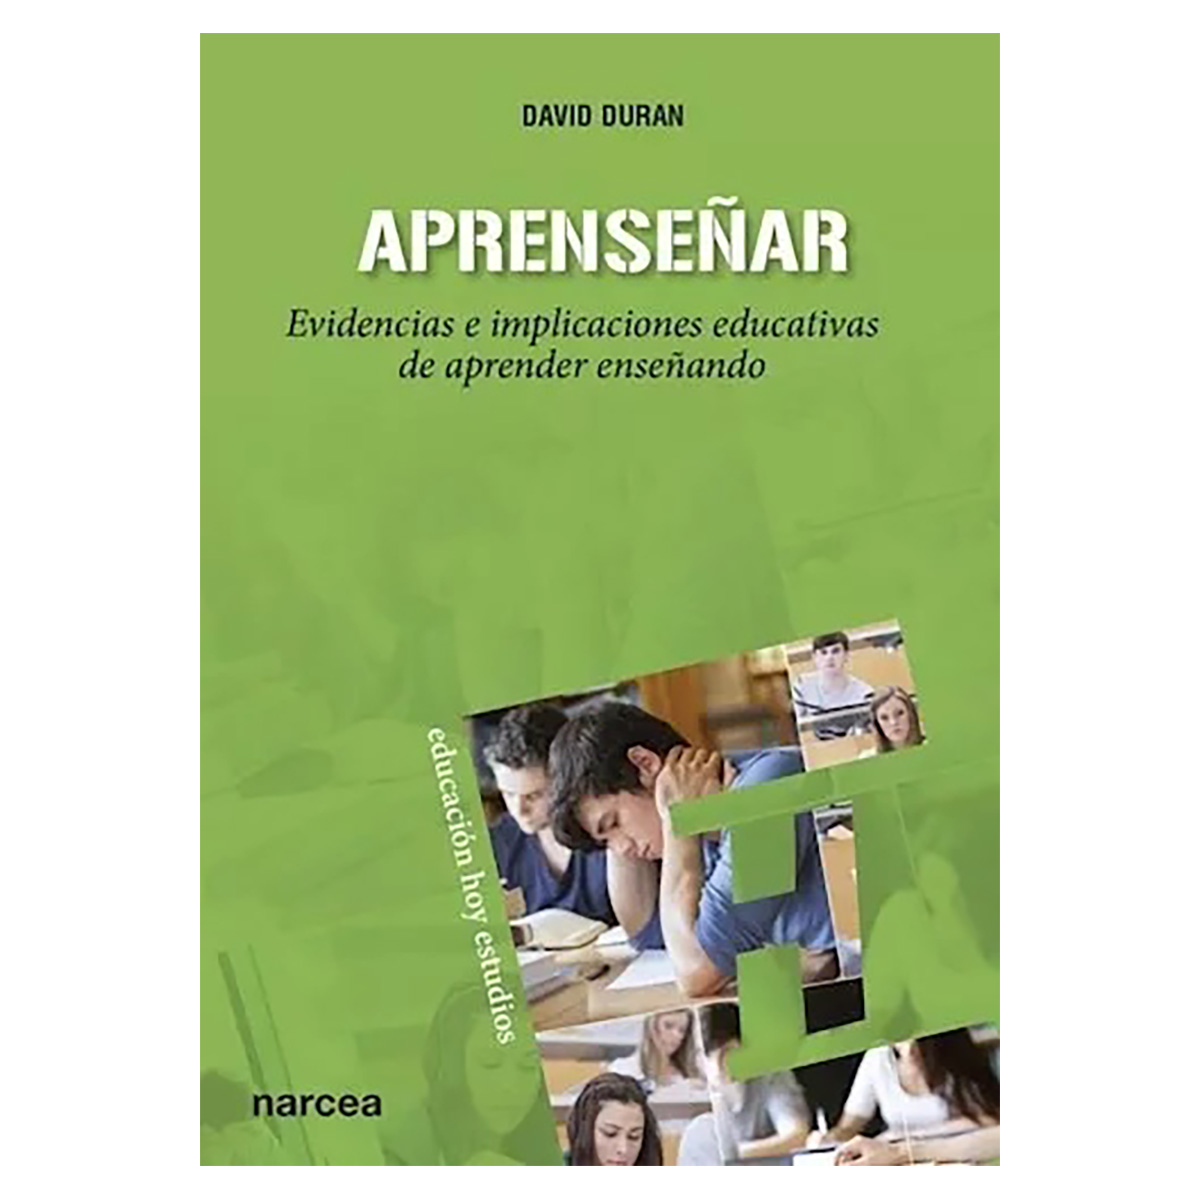 DAVID DURAN
APRENSEÑAR
Evidencias e implicaciones educativas
de aprender enseñando
educación hoy estudios
narcea